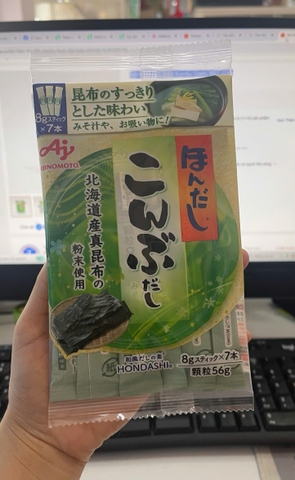 昆布のすっきり
とした味わい
みそ汁や、お吸い物に!
8gスティック
×7本
AJINOMOTO
ほんだし
こんぶだし
北海道産真昆布の
粉末使用
和風だしの素
HONDASHI®
8gスティック×7本
顆粒56g